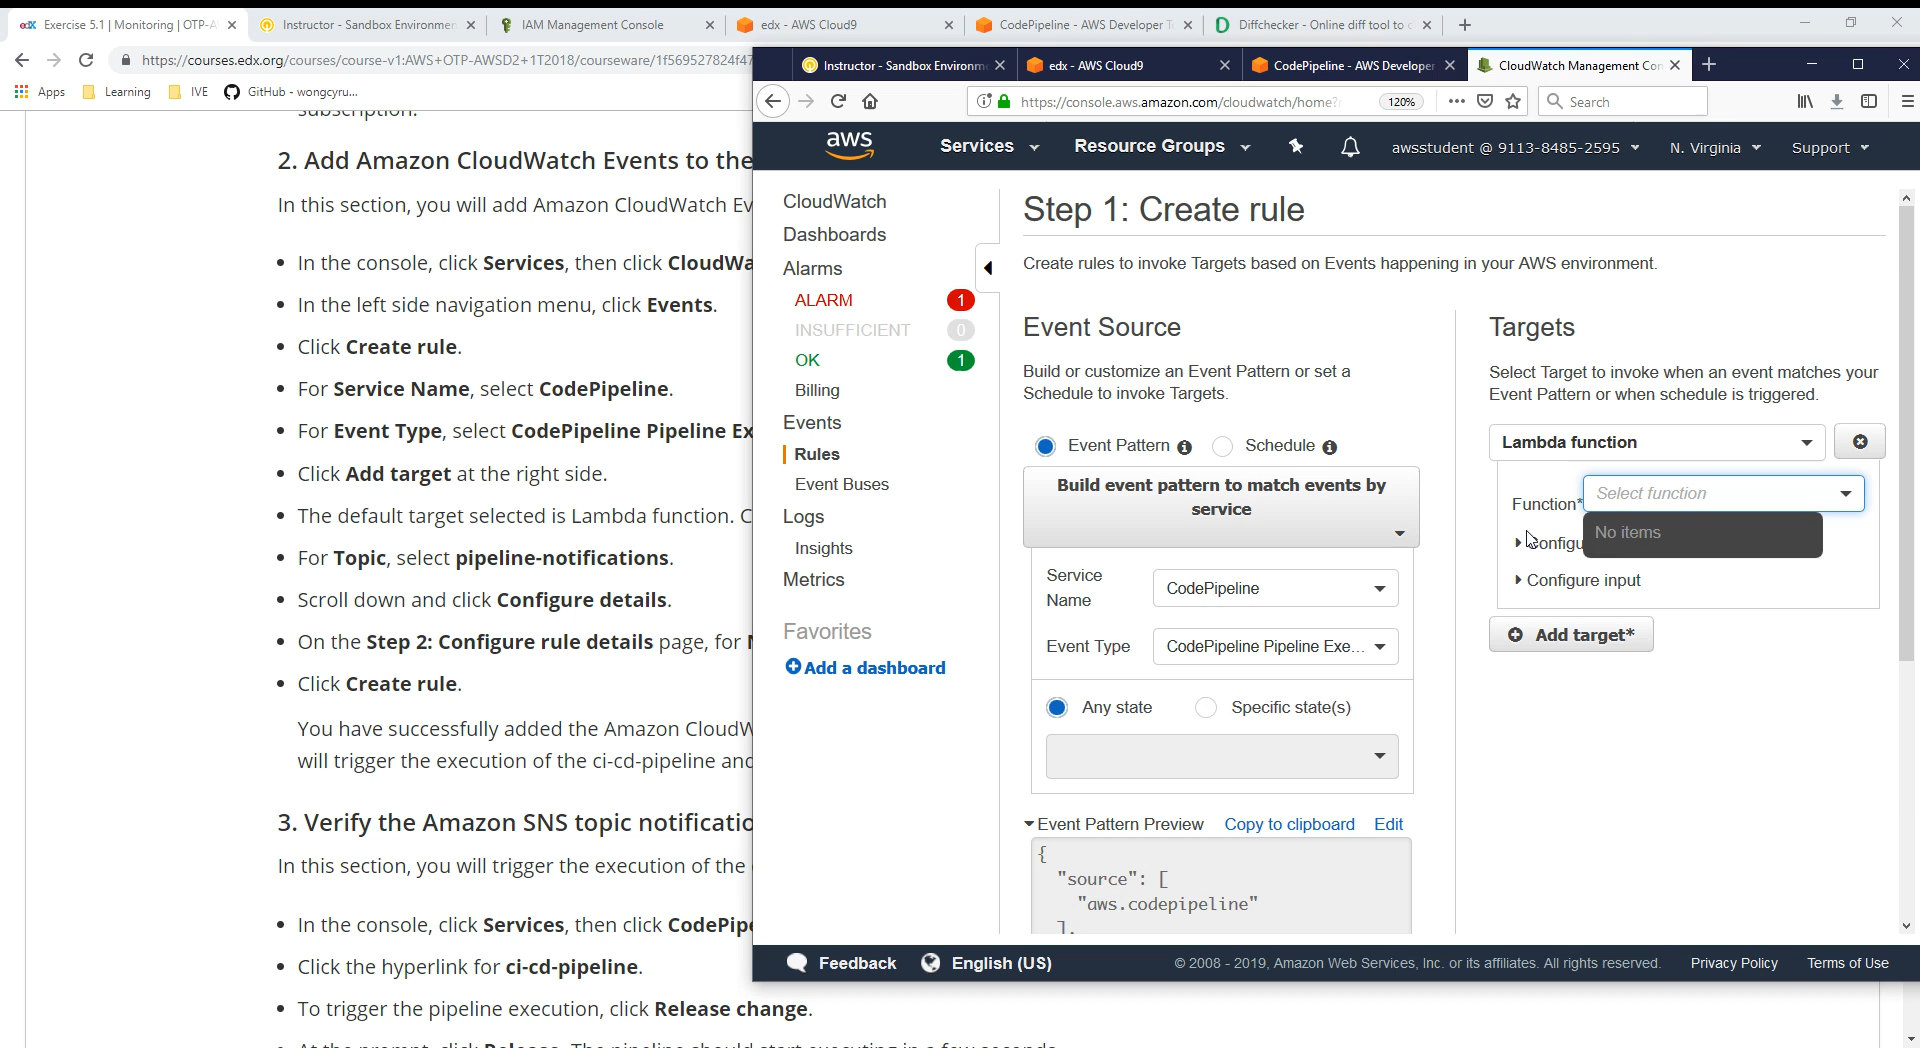 Exercise 5.1 | Monitoring | OTP-A
Instructor - Sandbox Environmen
IAM Management Console
edx - AWS Cloud9
CodePipeline - AWS Developer T
Diffchecker - Online diff tool to c
https://courses.edx.org/courses/course-v1:AWS+OTP-AWSD2+1T2018/courseware/1f569527824f47
Apps
Learning
IVE
GitHub - wongcyru...
subscription.
2. Add Amazon CloudWatch Events to the
In this section, you will add Amazon CloudWatch Ev
In the console, click Services, then click CloudWa
In the left side navigation menu, click Events.
Click Create rule.
For Service Name, select CodePipeline.
For Event Type, select CodePipeline Pipeline Ex
Click Add target at the right side.
The default target selected is Lambda function. C
For Topic, select pipeline-notifications.
Scroll down and click Configure details.
On the Step 2: Configure rule details page, for
Click Create rule.
You have successfully added the Amazon CloudW
will trigger the execution of the ci-cd-pipeline and
3. Verify the Amazon SNS topic notificatio
In this section, you will trigger the execution of the
In the console, click Services, then click CodePipe
Click the hyperlink for ci-cd-pipeline.
To trigger the pipeline execution, click Release change.
Instructor - Sandbox Environm
edx - AWS Cloud9
CodePipeline - AWS Developer
CloudWatch Management Con
https://console.aws.amazon.com/cloudwatch/home?r
120%
Search
aws
Services
Resource Groups
awsstudent @ 9113-8485-2595
N. Virginia
Support
CloudWatch
Dashboards
Alarms
ALARM 1
INSUFFICIENT 0
OK 1
Billing
Events
Rules
Event Buses
Logs
Insights
Metrics
Favorites
Add a dashboard
Step 1: Create rule
Create rules to invoke Targets based on Events happening in your AWS environment.
Event Source
Build or customize an Event Pattern or set a
Schedule to invoke Targets.
Event Pattern
Schedule
Build event pattern to match events by
service
Service
Name
CodePipeline
Event Type
CodePipeline Pipeline Exe...
Any state
Specific state(s)
Event Pattern Preview
Copy to clipboard
Edit
{
"source": [
"aws.codepipeline"
],
Targets
Select Target to invoke when an event matches your
Event Pattern or when schedule is triggered.
Lambda function
Function*
Select function
No items
Configu
Configure input
Add target*
Feedback
English (US)
© 2008 - 2019, Amazon Web Services, Inc. or its affiliates. All rights reserved.
Privacy Policy
Terms of Use